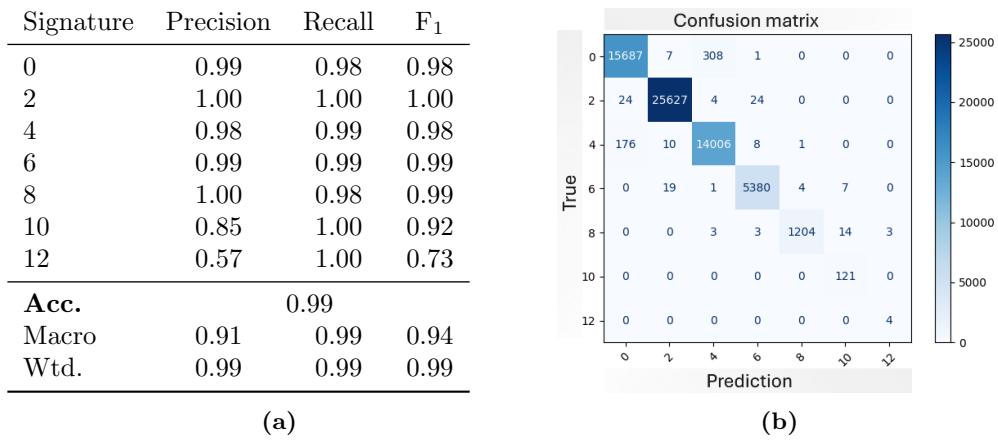 Signature Precision Recall F1
0 0.99 0.98 0.98
2 1.00 1.00 1.00
4 0.98 0.99 0.98
6 0.99 0.99 0.99
8 1.00 0.98 0.99
10 0.85 1.00 0.92
12 0.57 1.00 0.73
Acc. 0.99
Macro 0.91 0.99 0.94
Wtd. 0.99 0.99 0.99
(a)
Confusion matrix
True
0 15687 7 308 1 0 0 0
2 24 25627 4 24 0 0 0
4 176 10 14006 8 1 0 0
6 0 19 1 5380 4 7 0
8 0 0 3 3 1204 14 3
10 0 0 0 0 0 121 0
12 0 0 0 0 0 0 4
0 2 4 6 8 10 12
Prediction
25000
20000
15000
10000
5000
0
(b)